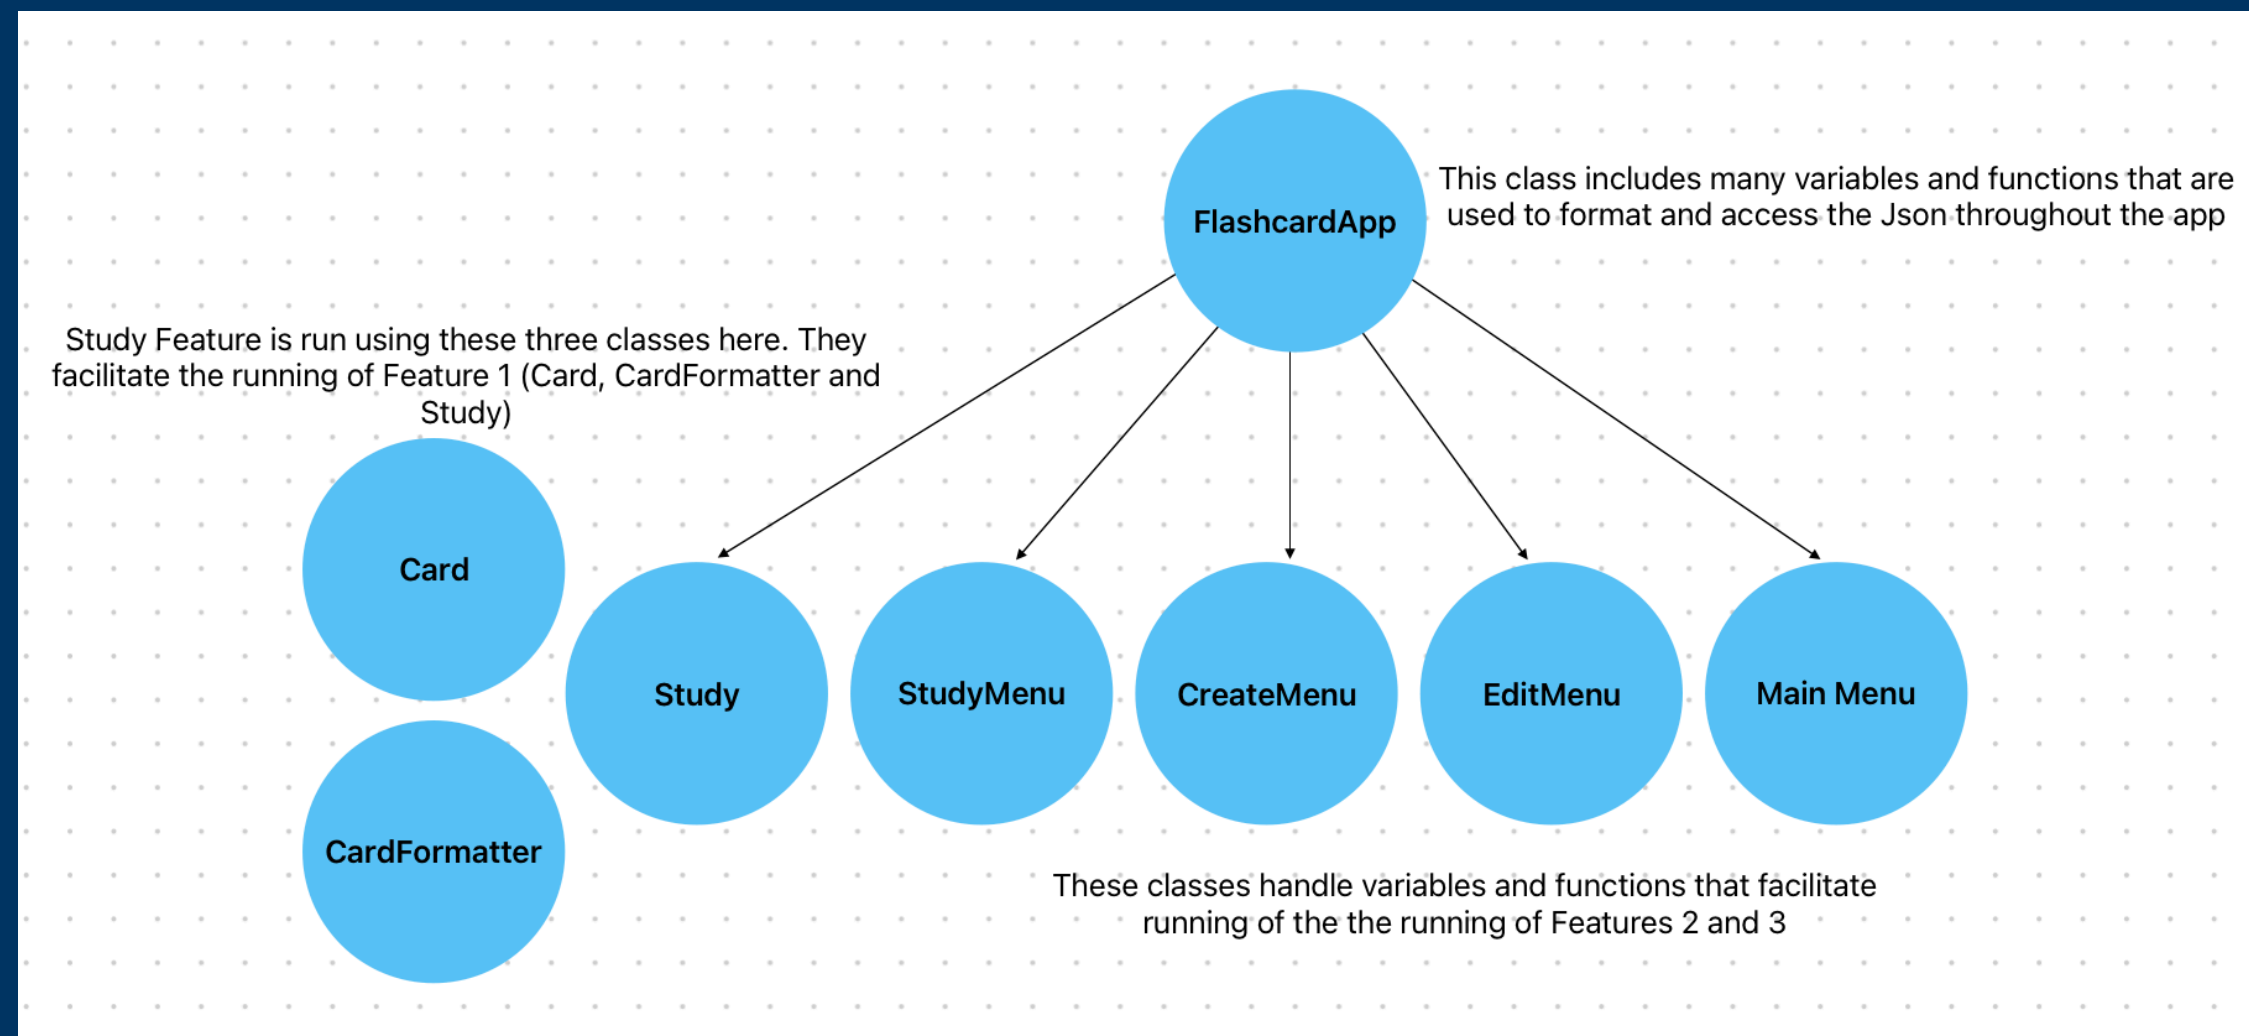 FlashcardApp
This class includes many variables and functions that are
used to format and access the Json throughout the app
Study Feature is run using these three classes here. They
facilitate the running of Feature 1 (Card, CardFormatter and
Study)
Card
Study
StudyMenu
CreateMenu
EditMenu
Main Menu
CardFormatter
These classes handle variables and functions that facilitate
running of the the running of Features 2 and 3